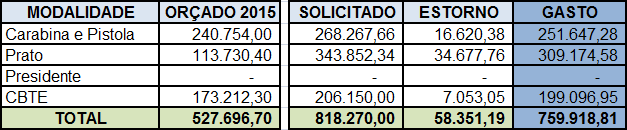 MODALIDADE ORÇADO 2015 SOLICITADO ESTORNO GASTO
Carabina e Pistola 240.754,00 268.267,66 16.620,38 251.647,28
Prato 113.730,40 343.852,34 34.677,76 309.174,58
Presidente - - - -
CBTE 173.212,30 206.150,00 7.053,05 199.096,95
TOTAL 527.696,70 818.270,00 58.351,19 759.918,81